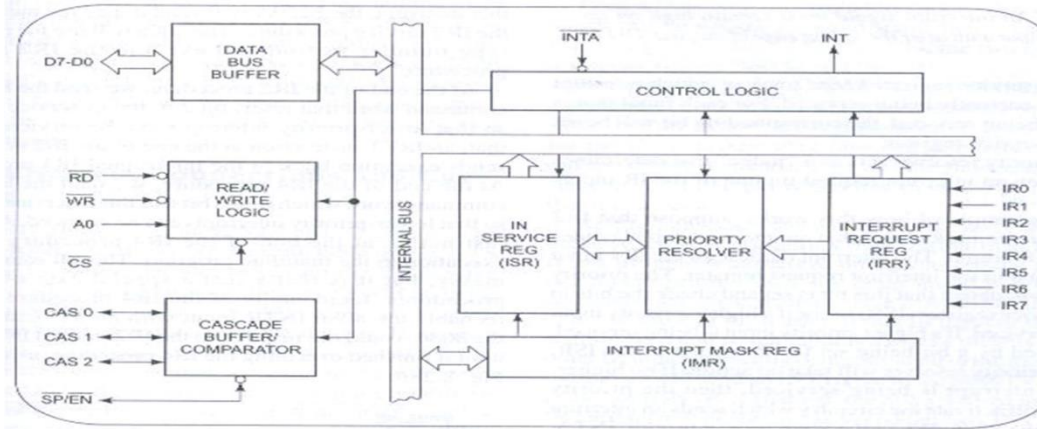 D7-D0
DATA
BUS
BUFFER
INTA
INT
CONTROL LOGIC
RD
WR
A0
CS
READ/
WRITE
LOGIC
INTERNAL BUS
IN
SERVICE
REG
(ISR)
PRIORITY
RESOLVER
INTERRUPT
REQUEST
REG
(IRR)
IR0
IR1
IR2
IR3
IR4
IR5
IR6
IR7
CAS 0
CAS 1
CAS 2
CASCADE
BUFFER/
COMPARATOR
SP/EN
INTERRUPT MASK REG
(IMR)